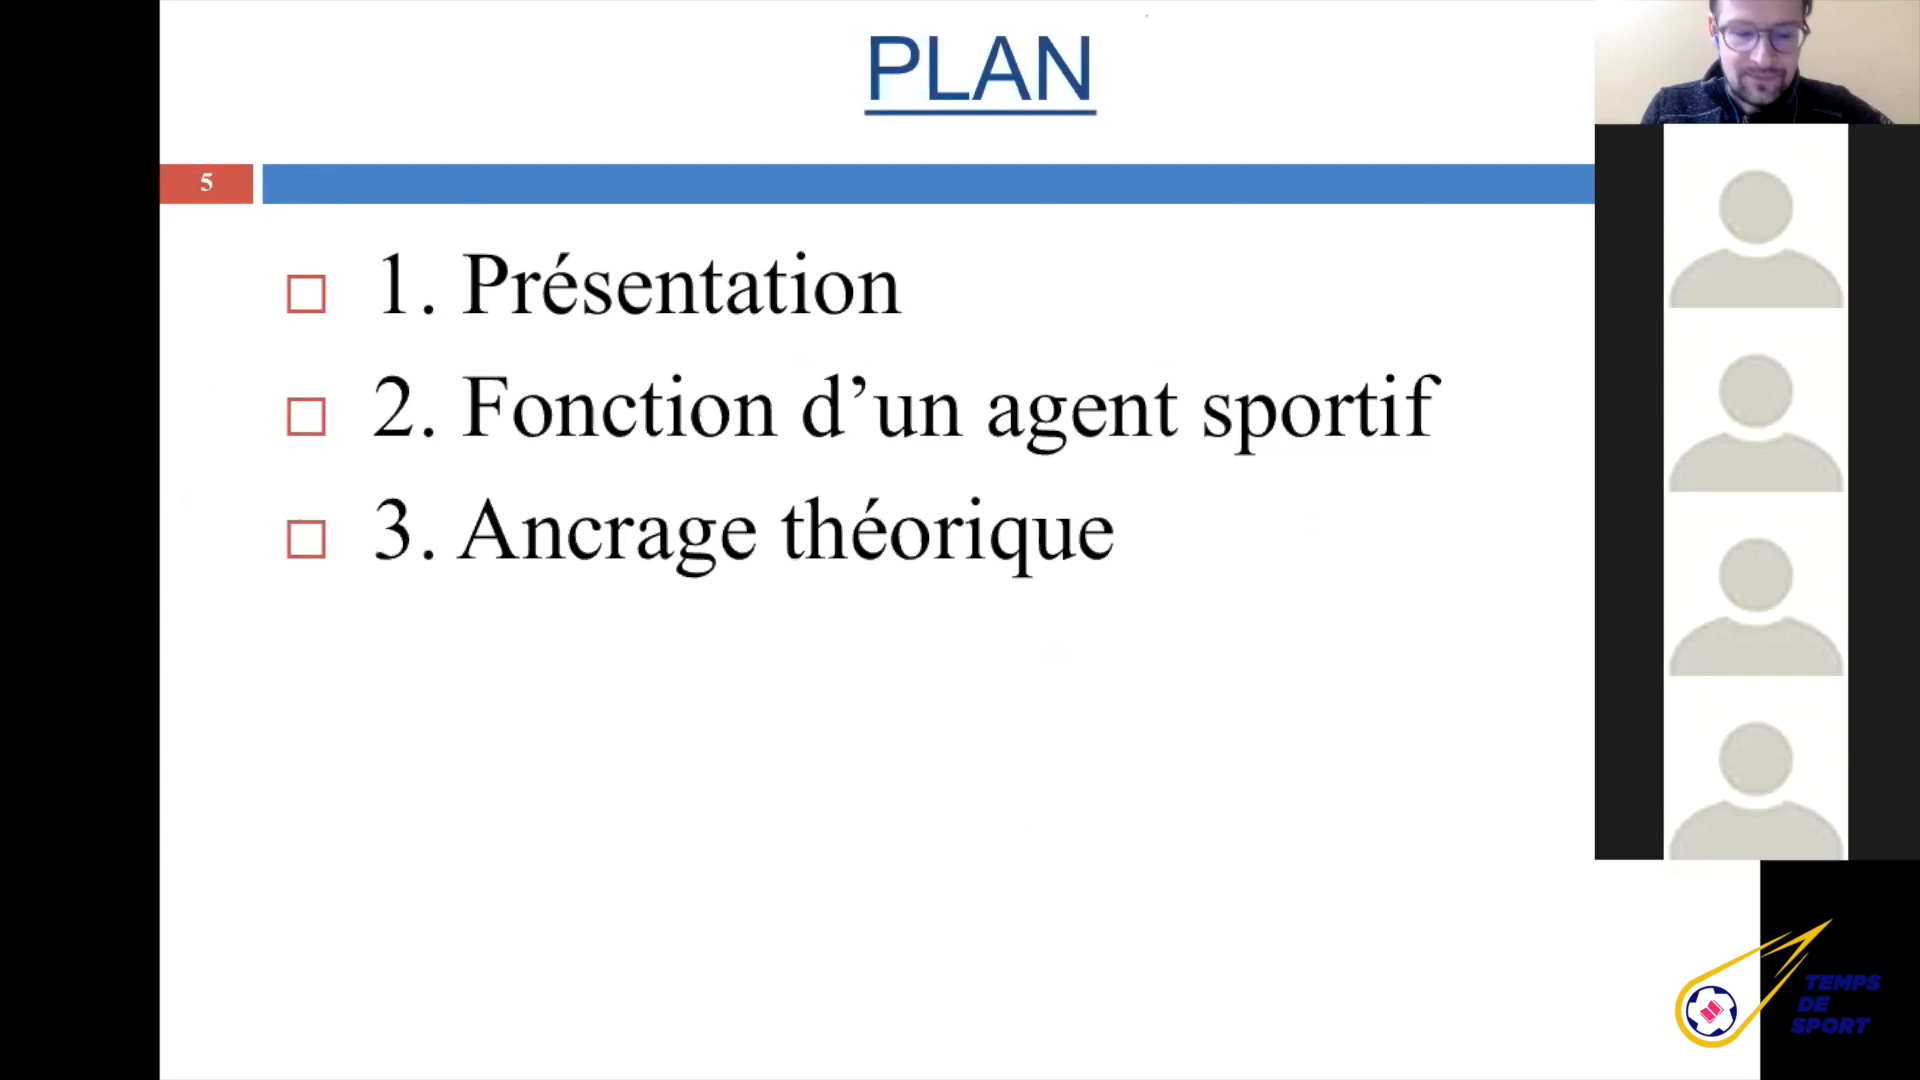 PLAN
5
1. Présentation
2. Fonction d’un agent sportif
3. Ancrage théorique
TEMPS
DE
SPORT